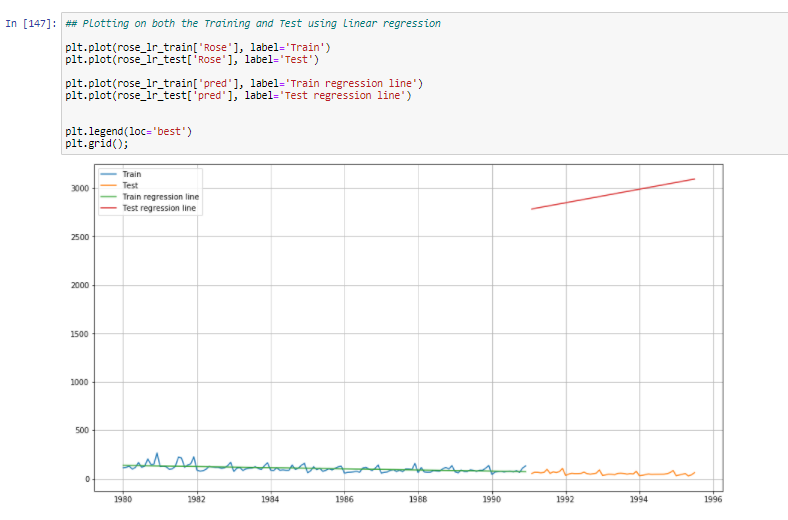 In [147]: ## Plotting on both the Training and Test using Linear regression
plt.plot(rose_lr_train['Rose'], label='Train')
plt.plot(rose_lr_test['Rose'], label='Test')
plt.plot(rose_lr_train['pred'], label='Train regression line')
plt.plot(rose_lr_test['pred'], label='Test regression line')
plt.legend(loc='best')
plt.grid();
Train
Test
Train regression line
Test regression line
3000
2500
2000
1500
1000
500
0
1980 1982 1984 1986 1988 1990 1992 1994 1996